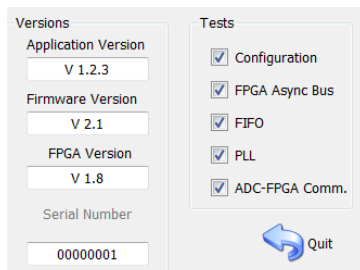 Versions
Application Version
V 1.2.3
Firmware Version
V 2.1
FPGA Version
V 1.8
Serial Number
00000001
Tests
Configuration
FPGA Async Bus
FIFO
PLL
ADC-FPGA Comm.
Quit